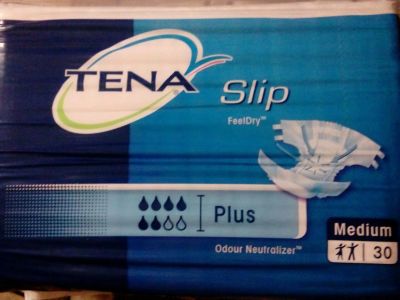 TENA
Slip
FeelDry™
Plus
Odour Neutralizer™
Medium
30